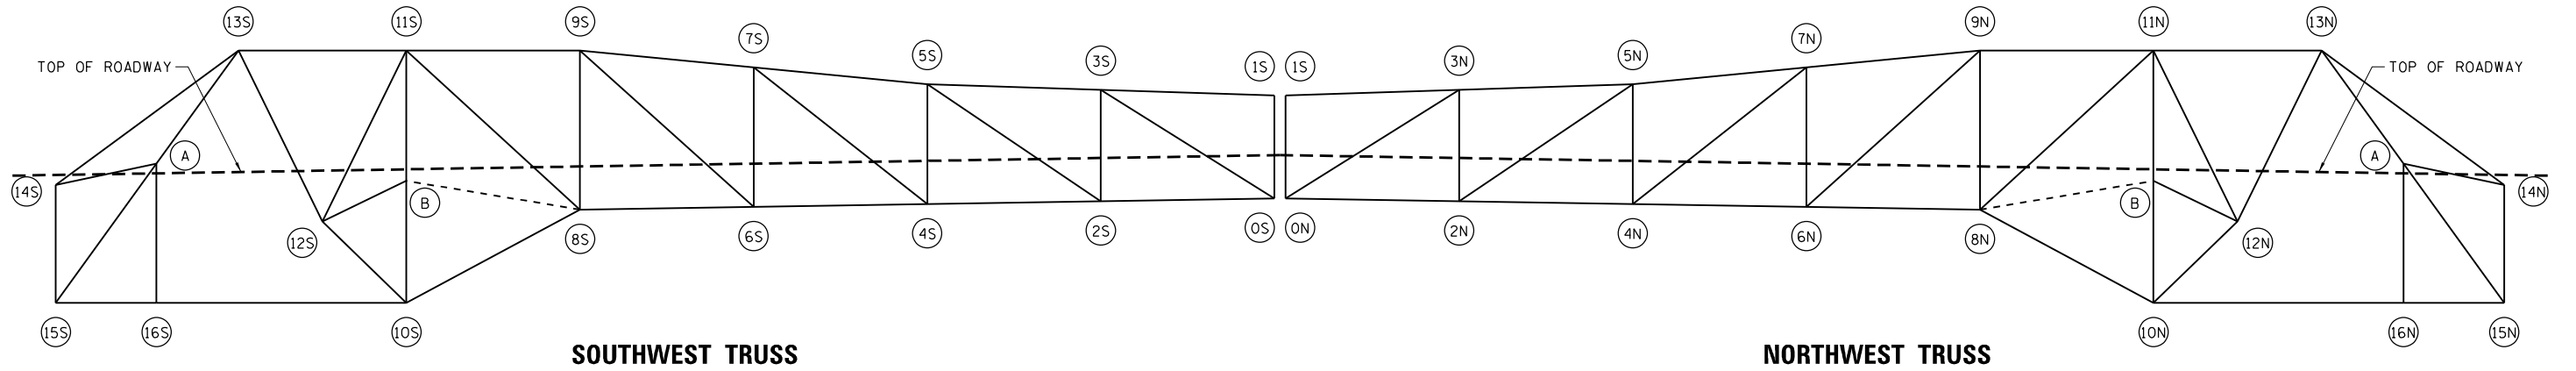 13S 11S 9S 7S 5S 3S 1S 1S 3N 5N 7N 9N 11N 13N
TOP OF ROADWAY TOP OF ROADWAY
A A
14S B B 14N
12S 8S 6S 4S 2S 0S 0N 2N 4N 6N 8N 12N
15S 16S 10S 10N 16N 15N
SOUTHWEST TRUSS NORTHWEST TRUSS